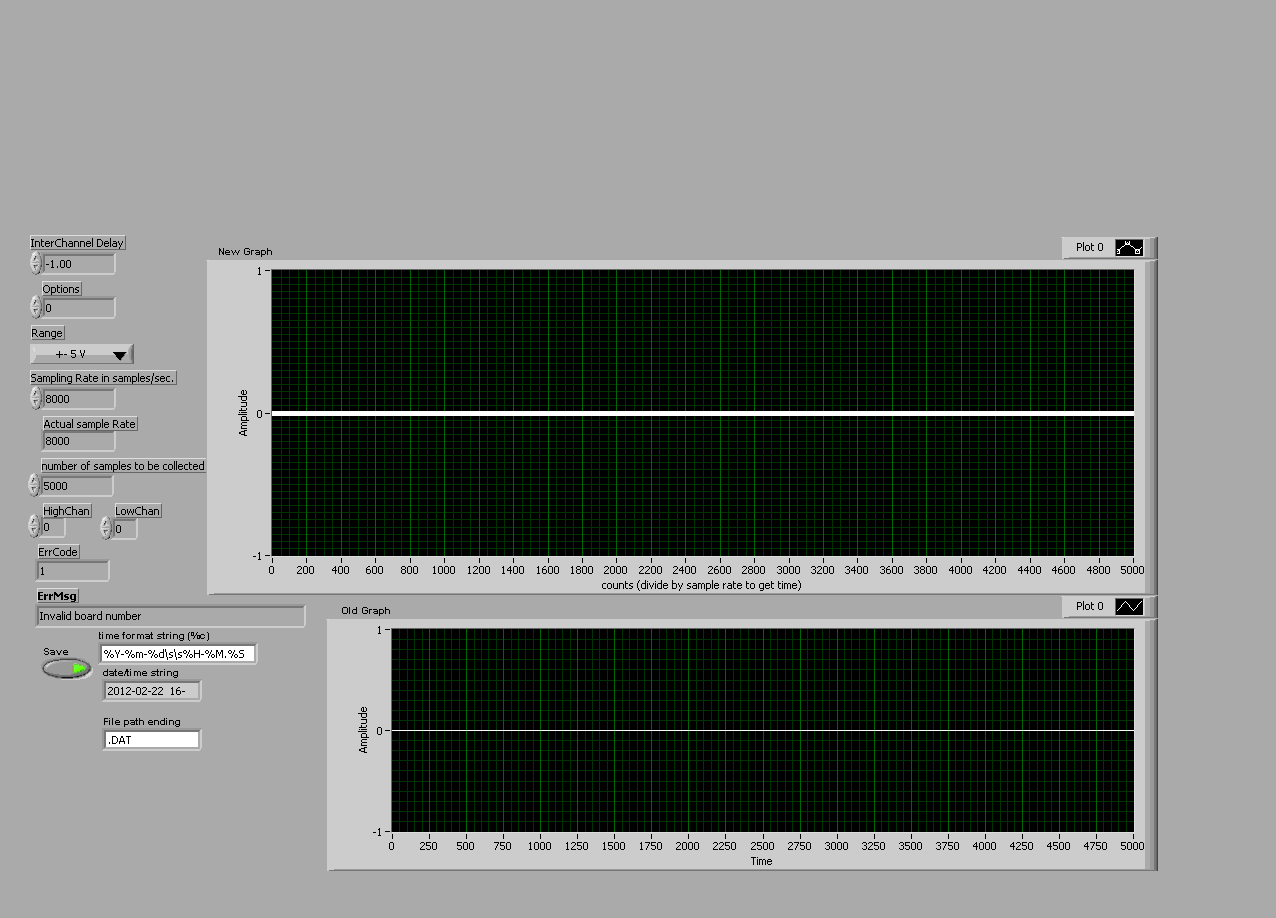 InterChannel Delay
-1.00
Options
0
Range
+- 5 V
Sampling Rate in samples/sec.
8000
Actual sample Rate
8000
number of samples to be collected
5000
HighChan LowChan
0 0
ErrCode
1
ErrMsg
Invalid board number
time format string (%c)
Save
%Y-%m-%d\s\s%H-%M.%S
date/time string
2012-02-22 16-
File path ending
.DAT
New Graph
Plot 0
1
Amplitude
0
-1
0 200 400 600 800 1000 1200 1400 1600 1800 2000 2200 2400 2600 2800 3000 3200 3400 3600 3800 4000 4200 4400 4600 4800 5000
counts (divide by sample rate to get time)
Old Graph
Plot 0
1
Amplitude
0
-1
0 250 500 750 1000 1250 1500 1750 2000 2250 2500 2750 3000 3250 3500 3750 4000 4250 4500 4750 5000
Time